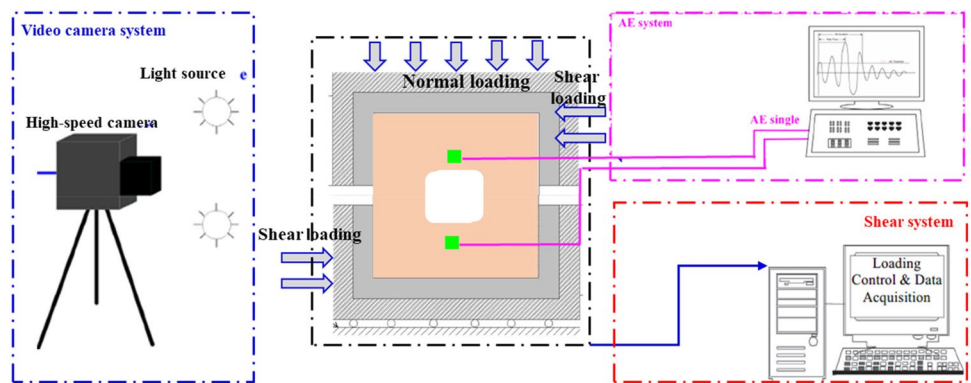 Video camera system
Light source e
High-speed camera
Normal loading
Shear
loading
Shear loading
AE system
AE single
Shear system
Loading
Control & Data
Acquisition